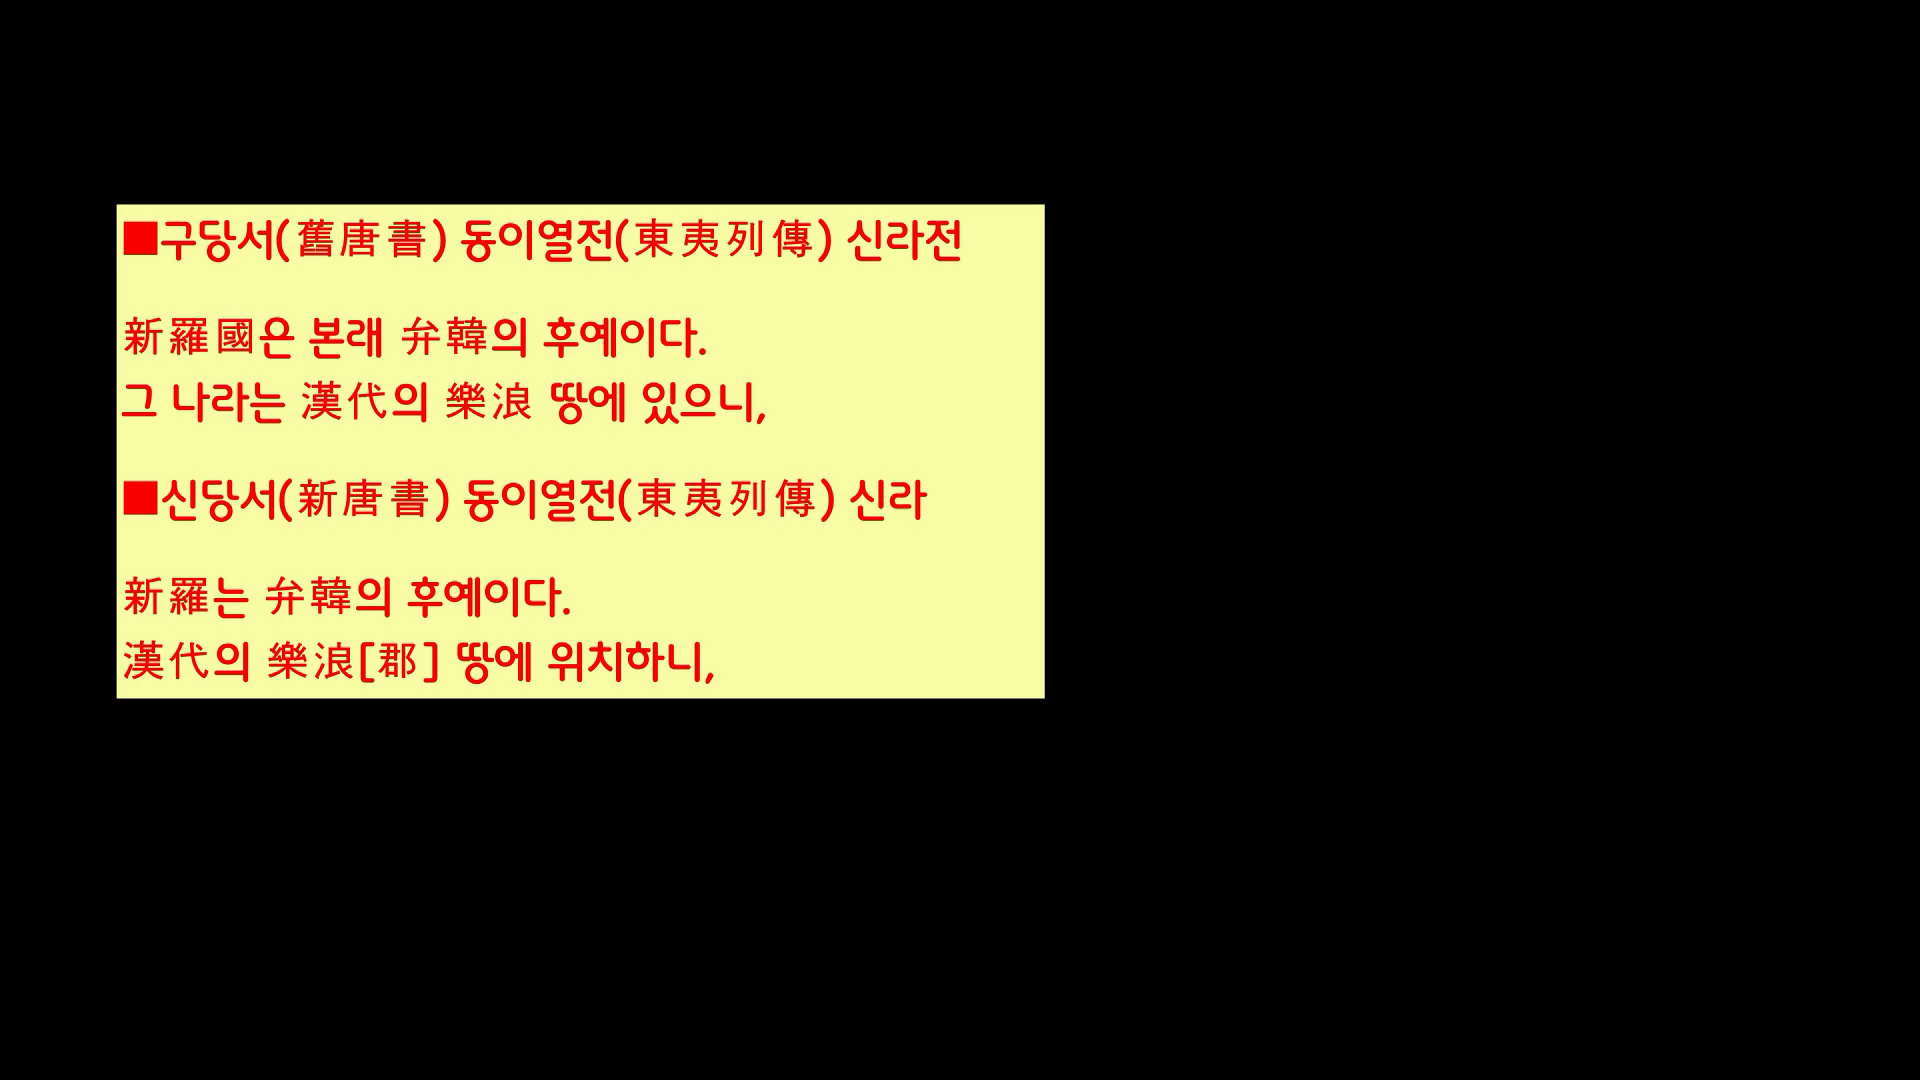 ■구당서(舊唐書) 동이열전(東夷列傳) 신라전
新羅國은 본래 弁韓의 후예이다.
그 나라는 漢代의 樂浪 땅에 있으니,
■신당서(新唐書) 동이열전(東夷列傳) 신라
新羅는 弁韓의 후예이다.
漢代의 樂浪[郡] 땅에 위치하니,